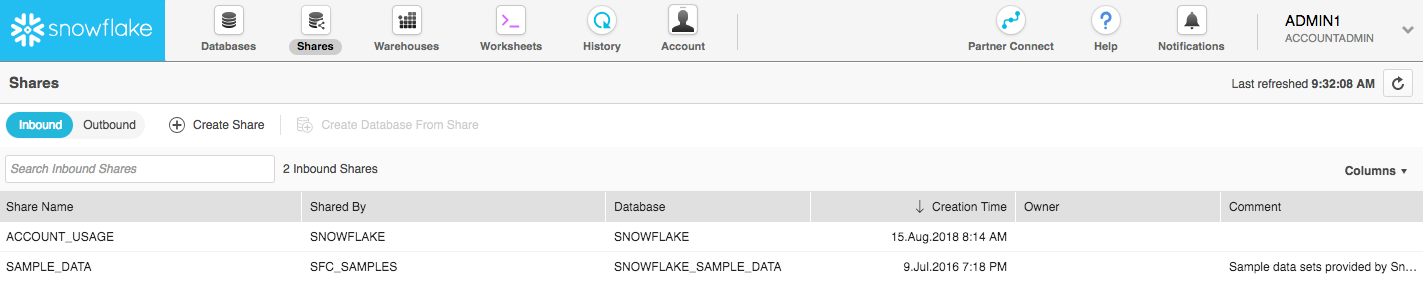 snowflake
Databases Shares Warehouses Worksheets History Account Partner Connect Help Notifications ADMIN1
ACCOUNTADMIN
Shares Last refreshed 9:32:08 AM
Inbound Outbound Create Share Create Database From Share
Search Inbound Shares 2 Inbound Shares Columns
Share Name Shared By Database Creation Time Owner Comment
ACCOUNT_USAGE SNOWFLAKE SNOWFLAKE 15.Aug.2018 8:14 AM
SAMPLE_DATA SFC_SAMPLES SNOWFLAKE_SAMPLE_DATA 9.Jul.2016 7:18 PM Sample data sets provided by Sn...